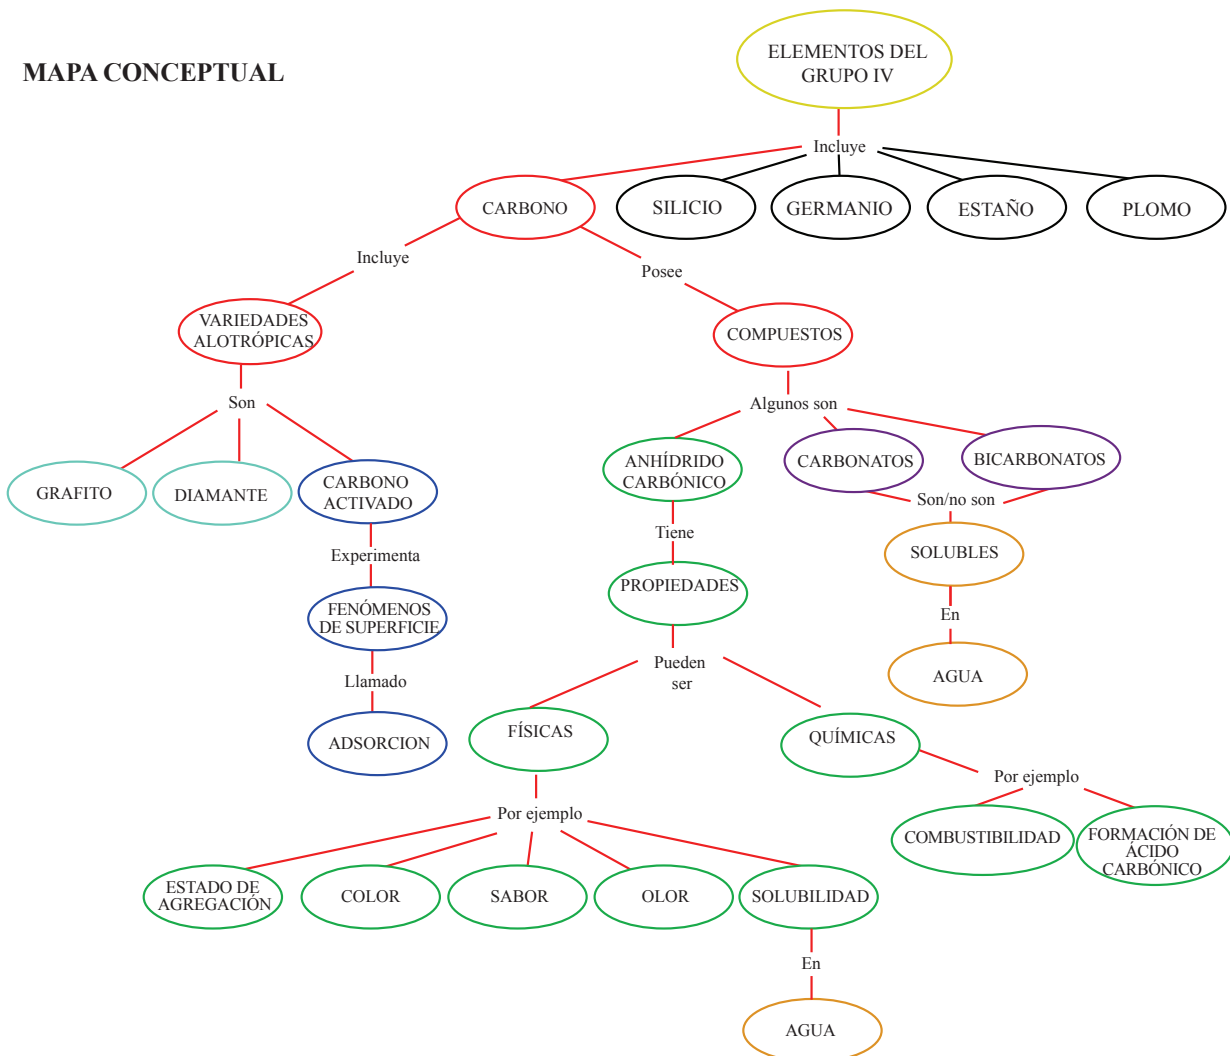 MAPA CONCEPTUAL
ELEMENTOS DEL
GRUPO IV
Incluye
CARBONO
SILICIO
GERMANIO
ESTAÑO
PLOMO
Incluye
Posee
VARIEDADES
ALOTRÓPICAS
COMPUESTOS
Son
Algunos son
GRAFITO
DIAMANTE
CARBONO
ACTIVADO
ANHÍDRIDO
CARBÓNICO
CARBONATOS
BICARBONATOS
Experimenta
Tiene
Son/no son
FENÓMENOS
DE SUPERFICIE
PROPIEDADES
SOLUBLES
Llamado
En
ADSORCION
Pueden
ser
AGUA
FÍSICAS
QUÍMICAS
Por ejemplo
Por ejemplo
COMBUSTIBILIDAD
FORMACIÓN DE
ÁCIDO
CARBÓNICO
ESTADO DE
AGREGACIÓN
COLOR
SABOR
OLOR
SOLUBILIDAD
En
AGUA